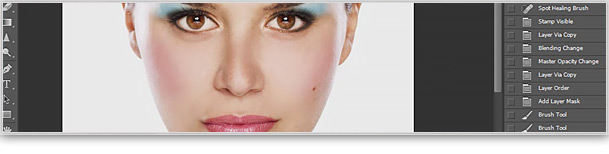 Spot Healing Brush
Stamp Visible
Layer Via Copy
Blending Change
Master Opacity Change
Layer Via Copy
Layer Order
Add Layer Mask
Brush Tool
Brush Tool